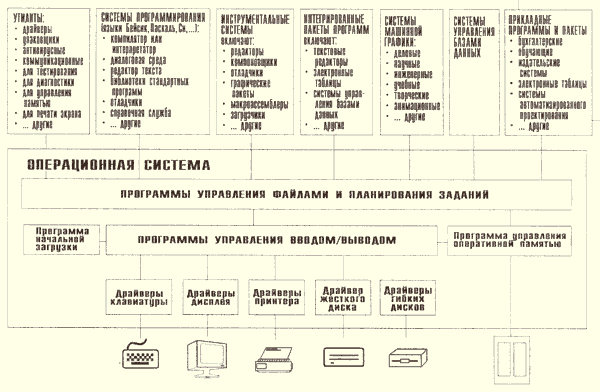 УТИЛИТЫ:
• драйверы
• упаковщики
• антивирусные
• коммуникационные
• для тестирования
• для диагностики
• для управления
памятью
• для печати экрана
• ... другие
СИСТЕМЫ ПРОГРАММИРОВАНИЯ
(языки Бейсик, Паскаль, Си,...):
• компилятор или
интерпретатор
• диалоговая среда
• редактор текста
• библиотека стандартных
программ
• отладчики
• справочная служба
• ... другие
ИНСТРУМЕНТАЛЬНЫЕ
СИСТЕМЫ
включают:
• редакторы
• компоновщики
• отладчики
• графические
пакеты
• макроассемблеры
• загрузчики
• ... другие
ИНТЕГРИРОВАННЫЕ
ПАКЕТЫ ПРОГРАММ
включают:
• текстовые
редакторы
• электронные
таблицы
• системы управ-
ления базами
данных
• ... другие
СИСТЕМЫ
МАШИННОЙ
ГРАФИКИ:
• деловые
• научные
• инженерные
• учебные
• творческие
• анимационные
• ... другие
СИСТЕМЫ
УПРАВЛЕНИЯ
БАЗАМИ
ДАННЫХ
ПРИКЛАДНЫЕ
ПРОГРАММЫ И ПАКЕТЫ
• бухгалтерские
• обучающие
• издательские
системы
• электронные таблицы
• системы
автоматизированного
проектирования
• ... другие
ОПЕРАЦИОННАЯ СИСТЕМА
ПРОГРАММЫ УПРАВЛЕНИЯ ФАЙЛАМИ И ПЛАНИРОВАНИЯ ЗАДАНИЙ
Программа
начальной
загрузки
ПРОГРАММЫ УПРАВЛЕНИЯ ВВОДОМ/ВЫВОДОМ
Программа управления
оперативной памятью
Драйверы
клавиатуры
Драйверы
дисплея
Драйверы
принтера
Драйвер
жесткого
диска
Драйверы
гибких
дисков